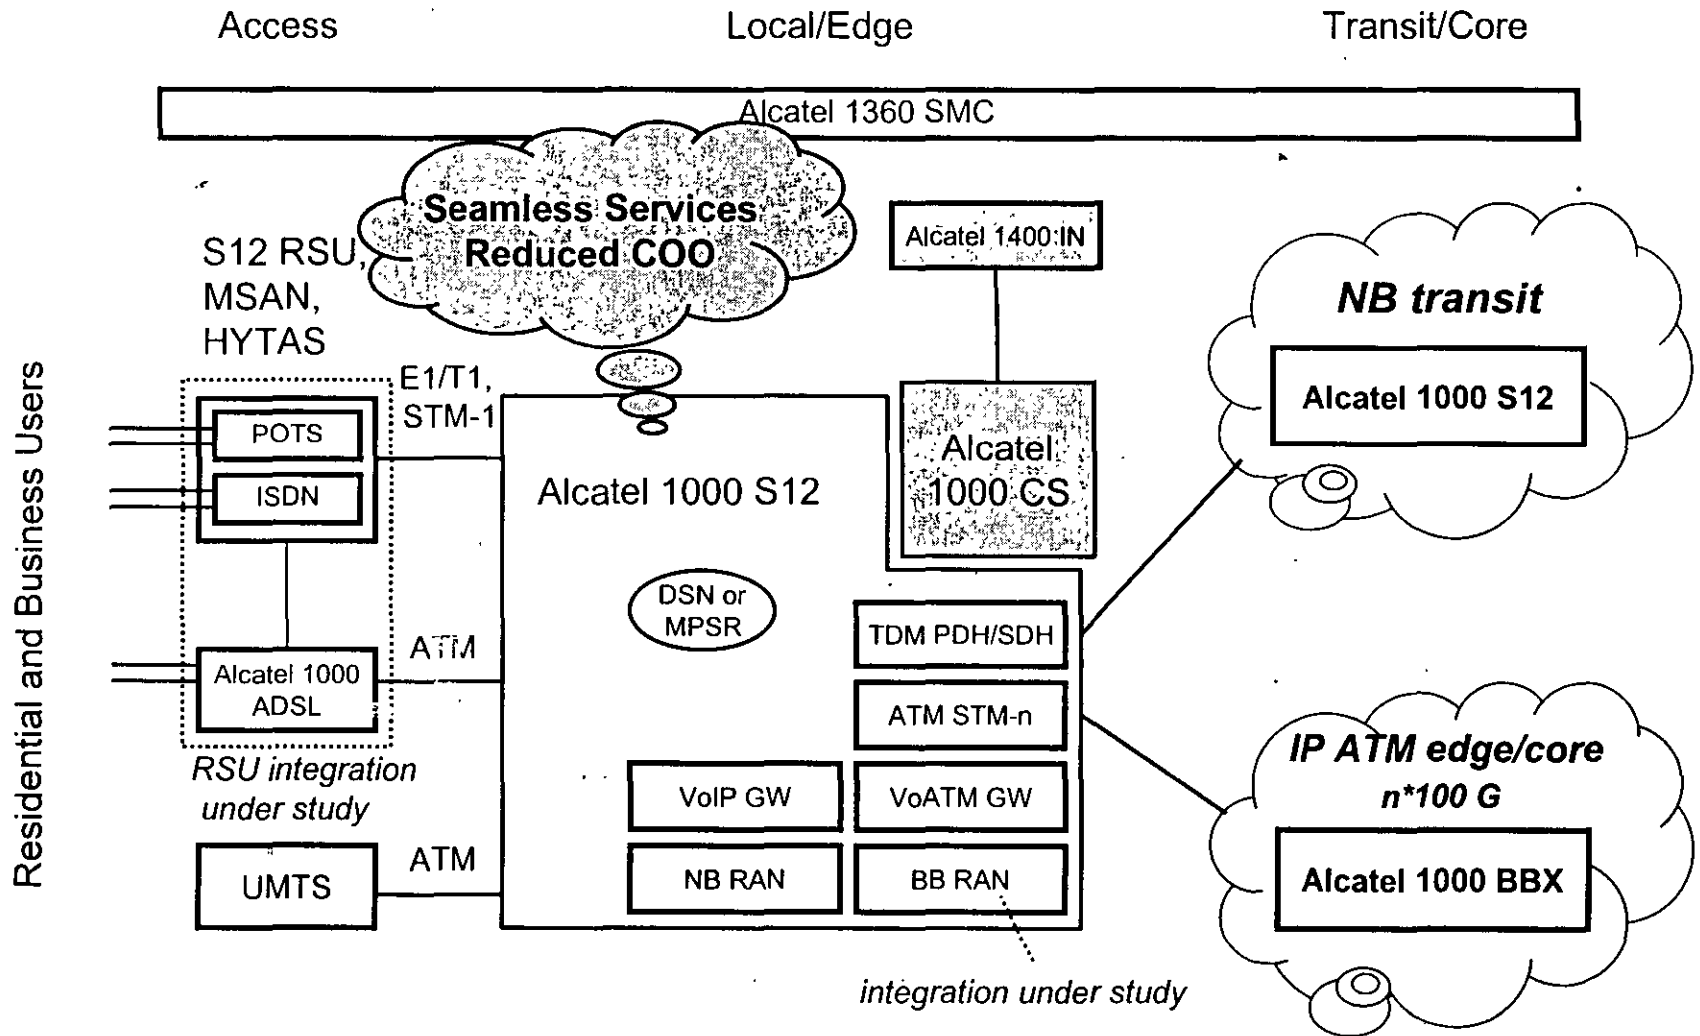 Access
Local/Edge
Transit/Core
Alcatel 1360 SMC
Seamless Services
Reduced COO
Alcatel 1400 IN
S12 RSU,
MSAN,
HYTAS
NB transit
Alcatel 1000 S12
Residential and Business Users
E1/T1,
STM-1
POTS
ISDN
Alcatel 1000 S12
Alcatel
1000 CS
DSN or
MPSR
TDM PDH/SDH
ATM
Alcatel 1000
ADSL
ATM STM-n
RSU integration
under study
VoIP GW
VoATM GW
IP ATM edge/core
n*100 G
Alcatel 1000 BBX
ATM
UMTS
NB RAN
BB RAN
integration under study